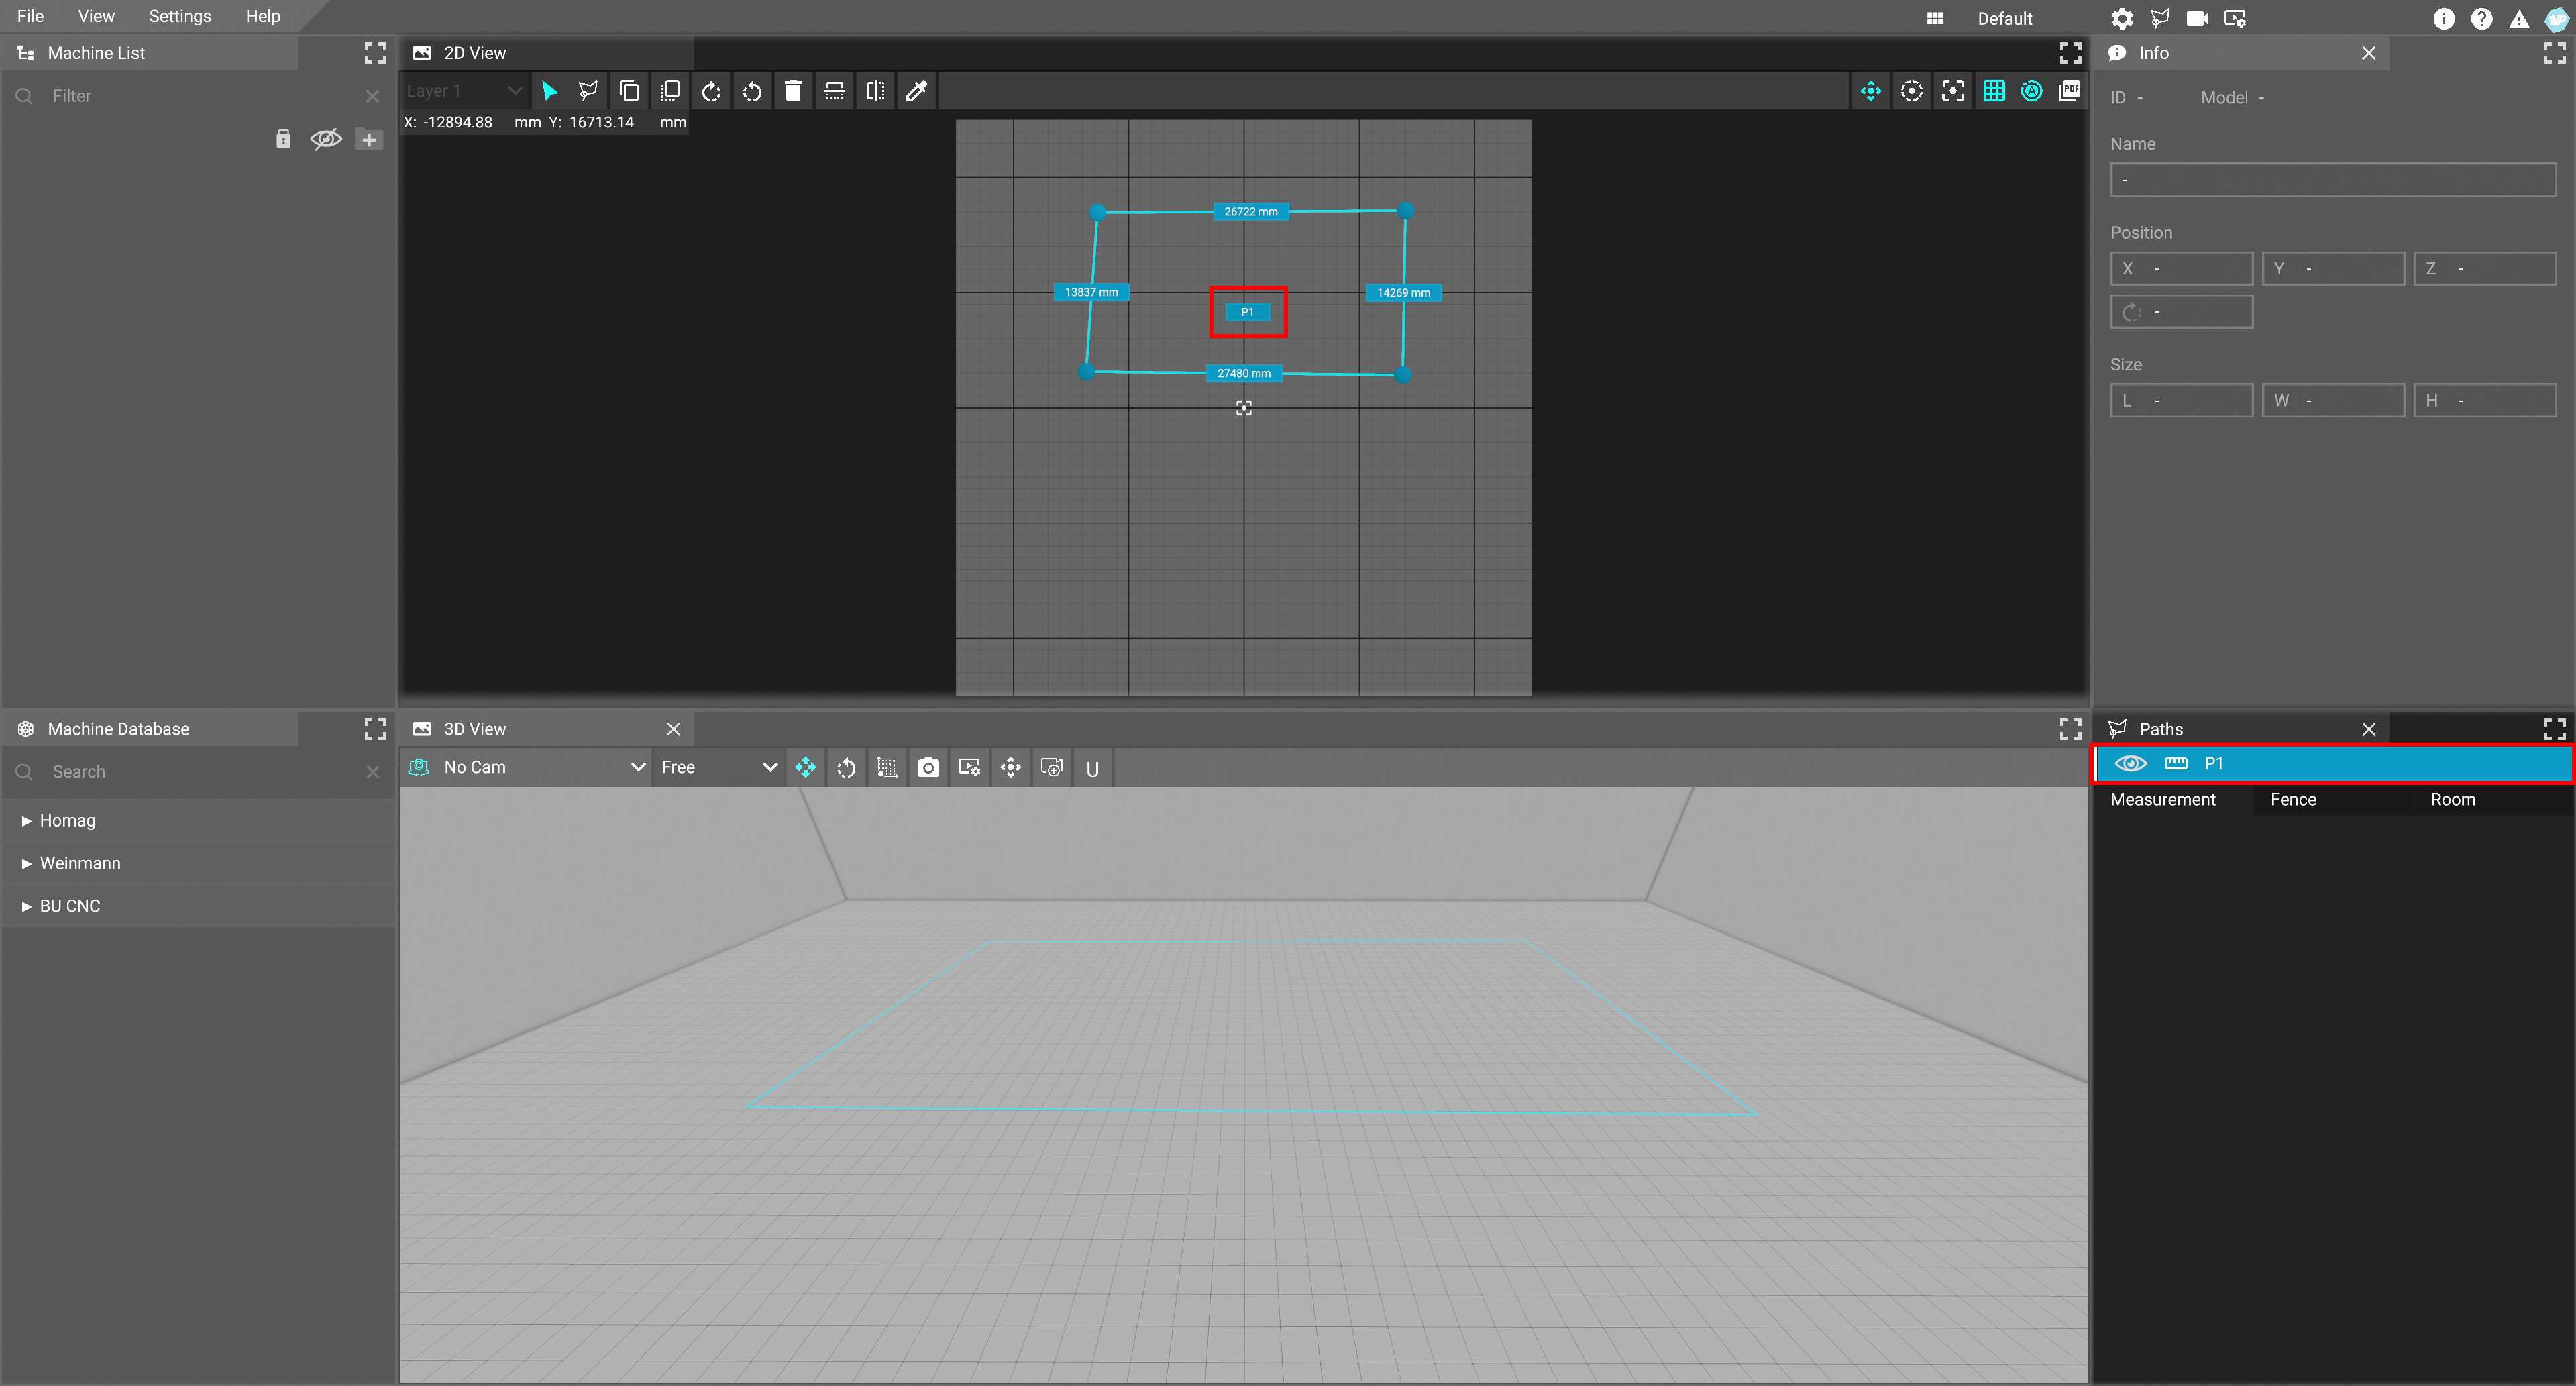 File View Settings Help
Default
Machine List
Filter
2D View
Layer 1
X: -12894.88 mm Y: 16713.14 mm
PDF
26722 mm
13837 mm
14269 mm
P1
27480 mm
Info
ID - Model -
Name
-
Position
X - Y - Z -
-
Size
L - W - H -
Machine Database
Search
▶ Homag
▶ Weinmann
▶ BU CNC
3D View
No Cam Free U
Paths
P1
Measurement Fence Room